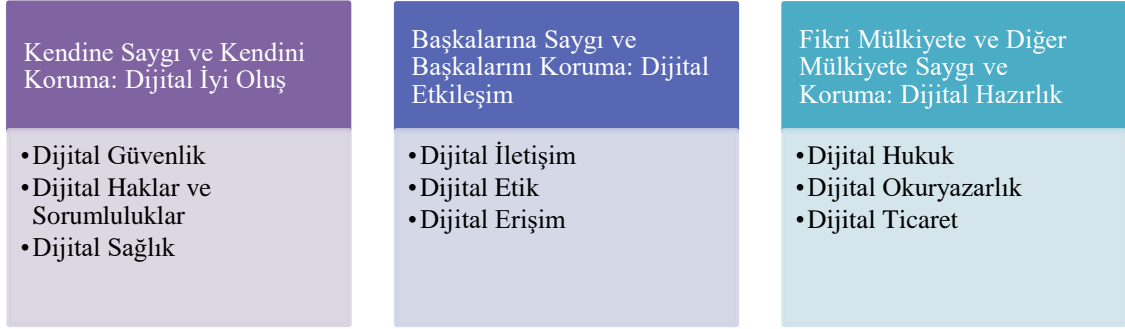 Kendine Saygı ve Kendini
Koruma: Dijital İyi Oluş
•Dijital Güvenlik
•Dijital Haklar ve
Sorumluluklar
•Dijital Sağlık
Başkalarına Saygı ve
Başkalarını Koruma: Dijital
Etkileşim
•Dijital İletişim
•Dijital Etik
•Dijital Erişim
Fikri Mülkiyete ve Diğer
Mülkiyete Saygı ve
Koruma: Dijital Hazırlık
•Dijital Hukuk
•Dijital Okuryazarlık
•Dijital Ticaret